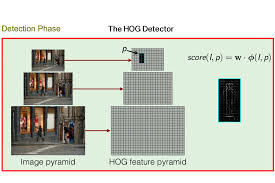 Detection Phase
The HOG Detector
p
score(I, p) = w · ϕ(I, p)
Image pyramid
HOG feature pyramid